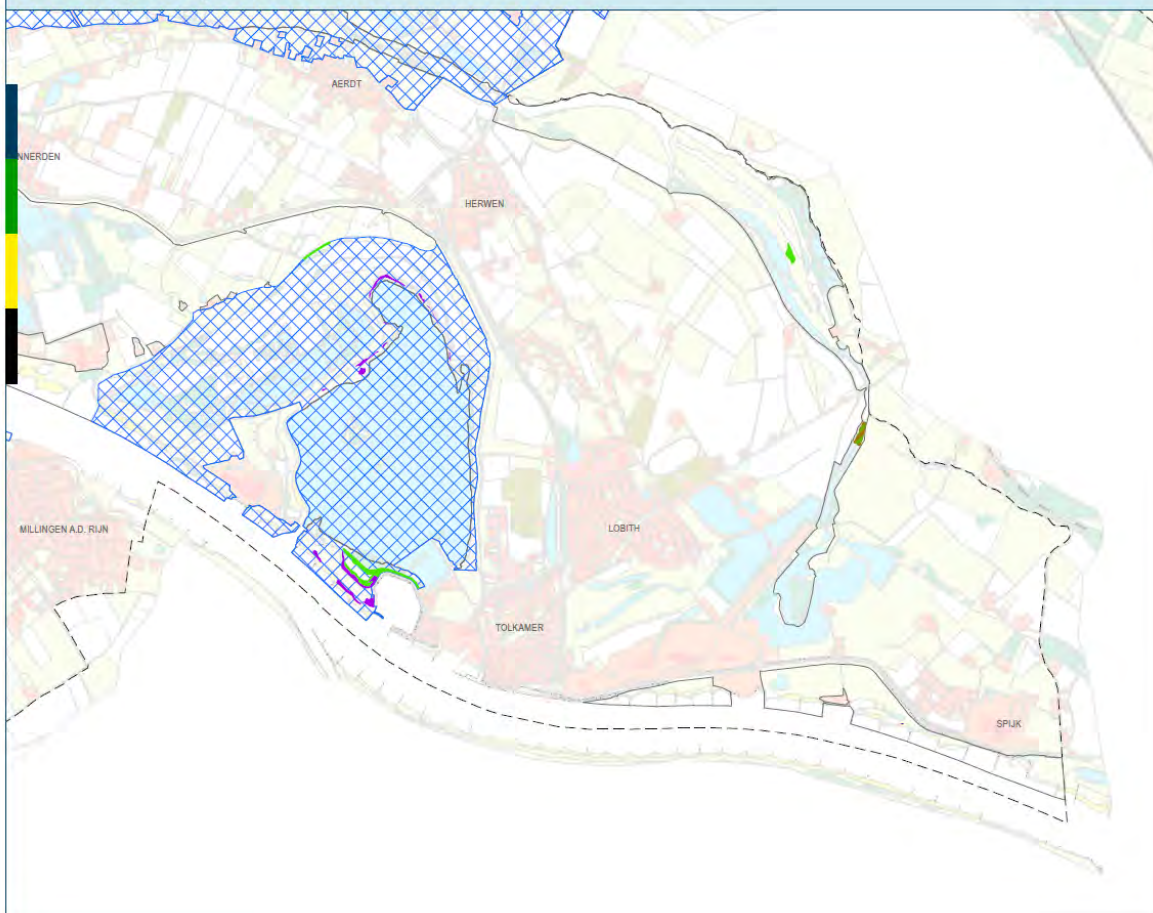 AERDT
NNERDEN
HERWEN
LOBITH
MILLINGEN A.D. RIJN
TOLKAMER
SPIJK